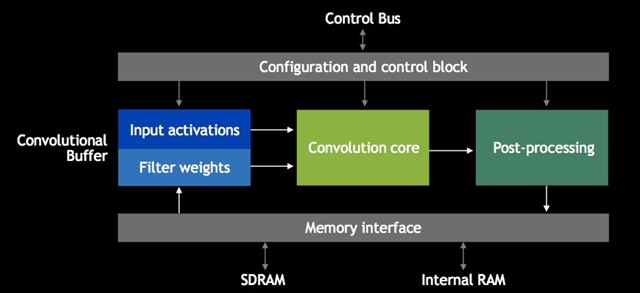 Control Bus
Configuration and control block
Convolutional
Buffer
Input activations
Filter weights
Convolution core
Post-processing
Memory interface
SDRAM
Internal RAM